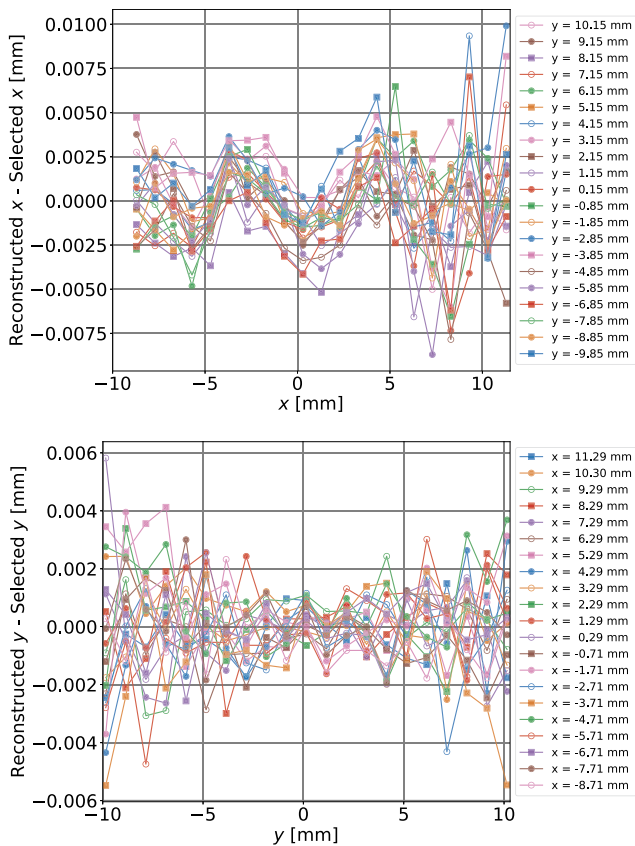 0.0100
0.0075
0.0050
0.0025
0.0000
−0.0025
−0.0050
−0.0075
Reconstructed x - Selected x [mm]
−10
−5
0
5
10
x [mm]
y = 10.15 mm
y = 9.15 mm
y = 8.15 mm
y = 7.15 mm
y = 6.15 mm
y = 5.15 mm
y = 4.15 mm
y = 3.15 mm
y = 2.15 mm
y = 1.15 mm
y = 0.15 mm
y = -0.85 mm
y = -1.85 mm
y = -2.85 mm
y = -3.85 mm
y = -4.85 mm
y = -5.85 mm
y = -6.85 mm
y = -7.85 mm
y = -8.85 mm
y = -9.85 mm
0.006
0.004
0.002
0.000
−0.002
−0.004
−0.006
Reconstructed y - Selected y [mm]
−10
−5
0
5
10
y [mm]
x = 11.29 mm
x = 10.30 mm
x = 9.29 mm
x = 8.29 mm
x = 7.29 mm
x = 6.29 mm
x = 5.29 mm
x = 4.29 mm
x = 3.29 mm
x = 2.29 mm
x = 1.29 mm
x = 0.29 mm
x = -0.71 mm
x = -1.71 mm
x = -2.71 mm
x = -3.71 mm
x = -4.71 mm
x = -5.71 mm
x = -6.71 mm
x = -7.71 mm
x = -8.71 mm